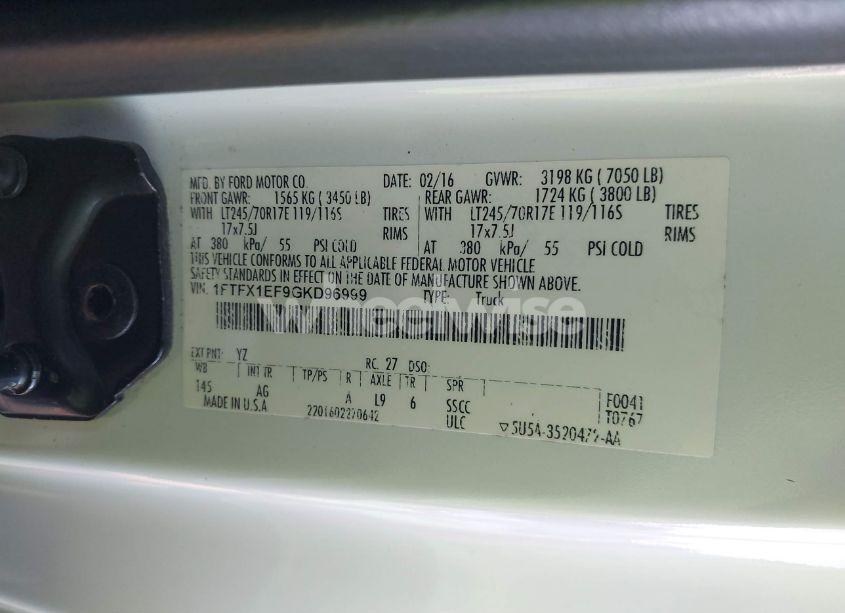 MFD. BY FORD MOTOR CO. DATE: 02/16 GVWR: 3198 KG ( 7050 LB)
FRONT GAWR: 1565 KG ( 3450 LB) REAR GAWR: 1724 KG ( 3800 LB)
WITH LT245/70R17E 119/116S TIRES WITH LT245/70R17E 119/116S TIRES
17x7.5J RIMS 17x7.5J RIMS
AT 380 kPa/ 55 PSI COLD AT 380 kPa/ 55 PSI COLD
THIS VEHICLE CONFORMS TO ALL APPLICABLE FEDERAL MOTOR VEHICLE
SAFETY STANDARDS IN EFFECT ON THE DATE OF MANUFACTURE SHOWN ABOVE.
VIN: 1FTFX1EF9GKD96999 TYPE: Truck
wheelwise
EXT PNT: YZ RC: 27 DSO:
WB INT TR TP/PS R AXLE TR SPR
145 AG A L9 6 SSCC F0041
MADE IN U.S.A 2201602220642 ULC T0767
▽5U5A-3520472-AA